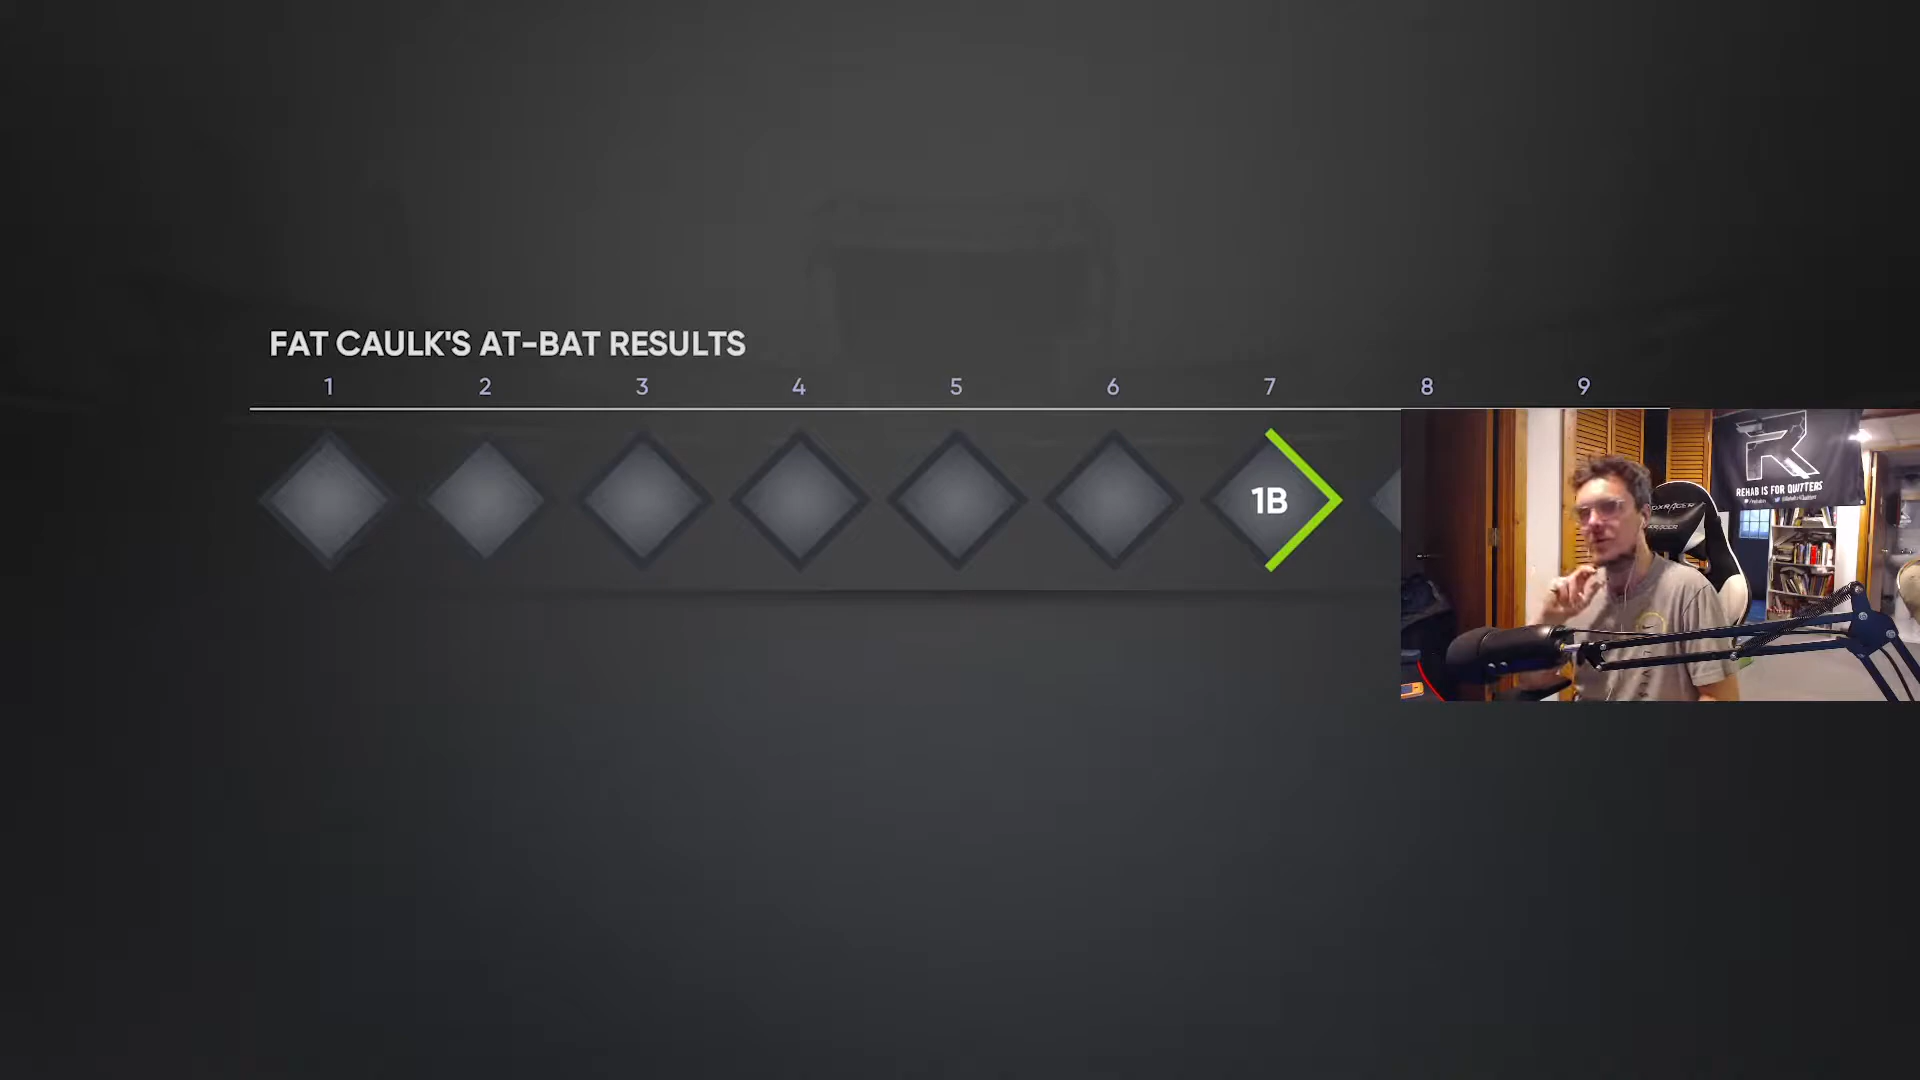 FAT CAULK'S AT-BAT RESULTS
1 2 3 4 5 6 7 8 9
1B
R
REHAB IS FOR QUITTERS
DXRACER